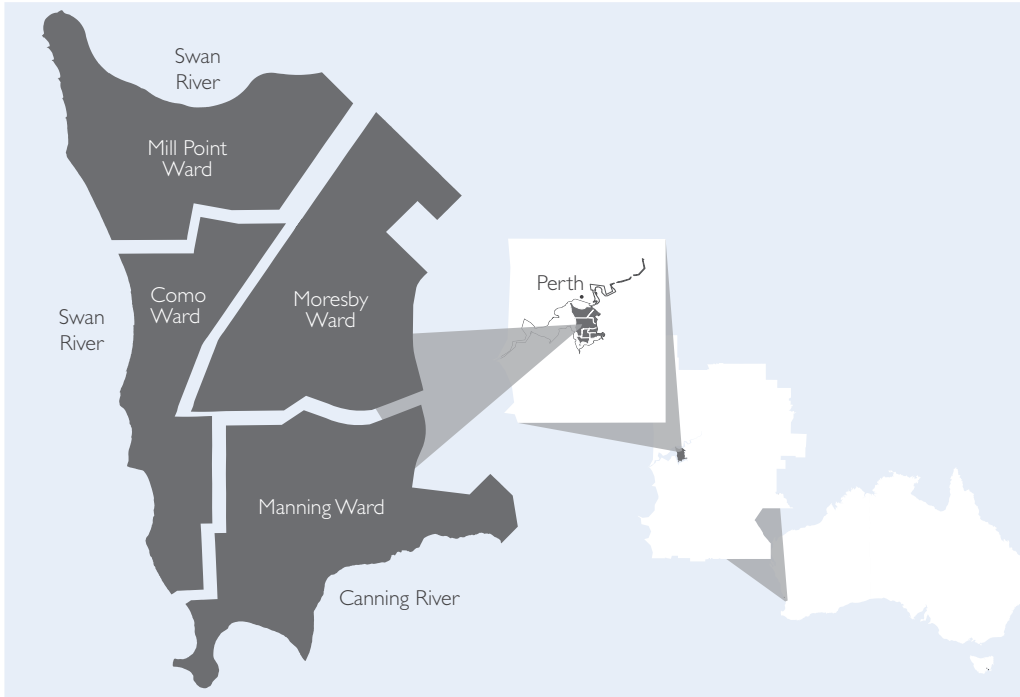 Swan
River
Mill Point
Ward
Como
Ward
Moresby
Ward
Perth
Swan
River
Manning Ward
Canning River